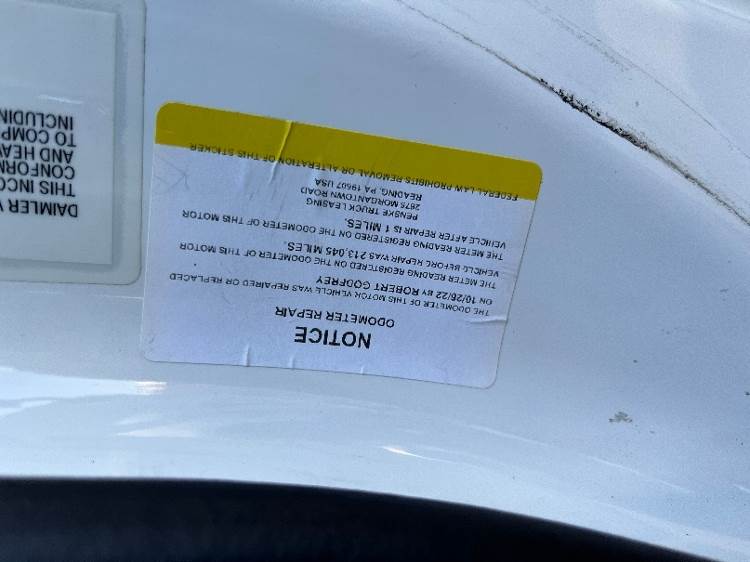 NOTICE
ODOMETER REPAIR
THE ODOMETER OF THIS MOTOR VEHICLE WAS REPAIRED OR REPLACED
ON 10/26/22 BY ROBERT GODFREY
THE METER READING REGISTERED ON THE ODOMETER OF THIS MOTOR
VEHICLE BEFORE REPAIR WAS 213,045 MILES.
THE METER READING REGISTERED ON THE ODOMETER OF THIS MOTOR
VEHICLE AFTER REPAIR IS 1 MILES.
PENSKE TRUCK LEASING
2675 MORGANTOWN ROAD
READING, PA 19607 USA
FEDERAL LAW PROHIBITS REMOVAL OR ALTERATION OF THIS STICKER
DAIMLER V
THIS INCO
CONFORM
AND HEA
TO COMP
INCLUDIN